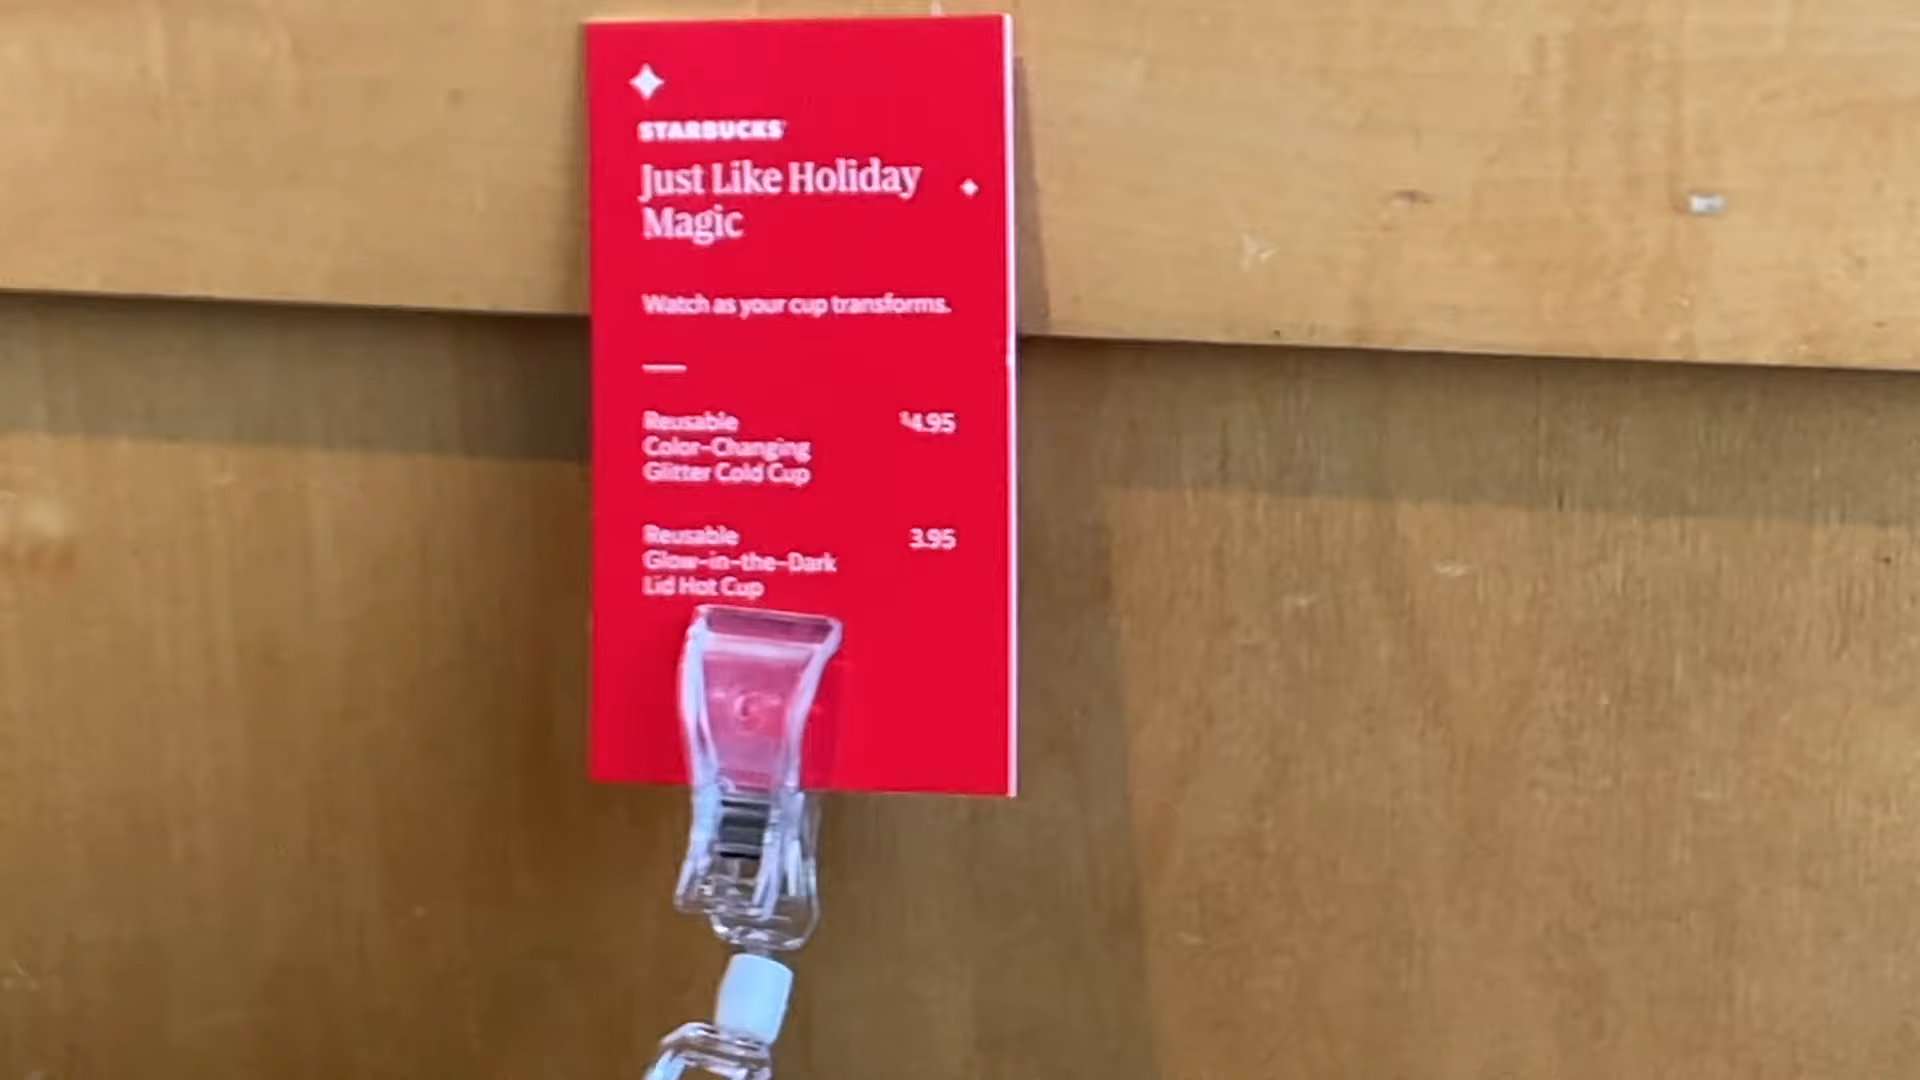 STARBUCKS
Just Like Holiday
Magic
Watch as your cup transforms.
Reusable $4.95
Color-Changing
Glitter Cold Cup
Reusable 3.95
Glow-in-the-Dark
Lid Hot Cup